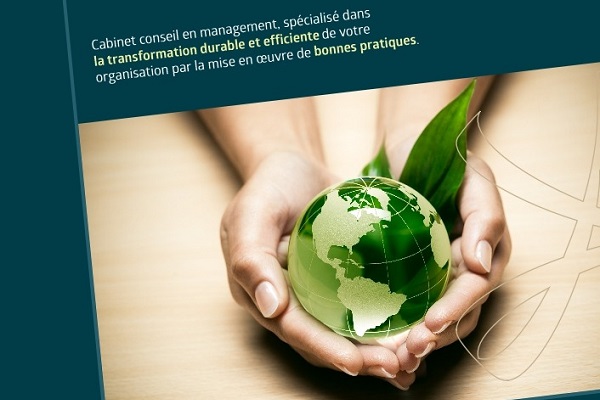 Cabinet conseil en management, spécialisé dans
la transformation durable et efficiente de votre
organisation par la mise en œuvre de bonnes pratiques.